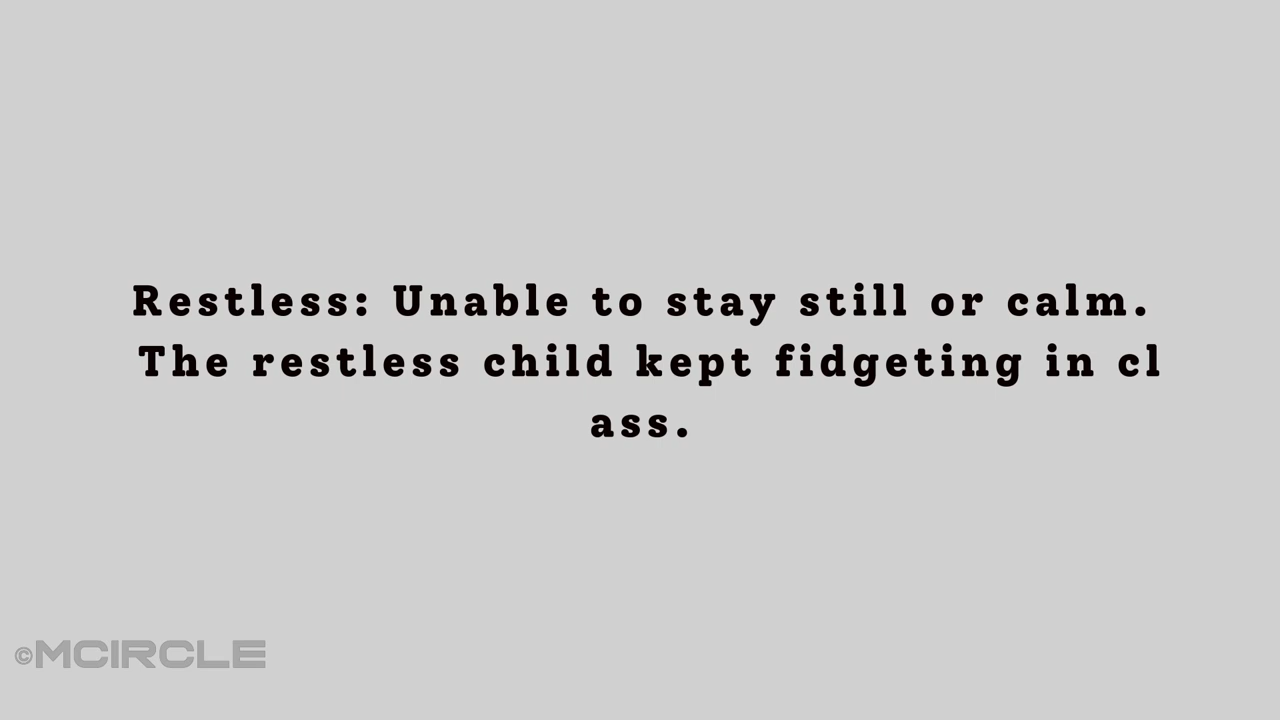 Restless: Unable to stay still or calm.
The restless child kept fidgeting in cl
ass.
©MCIRCLE